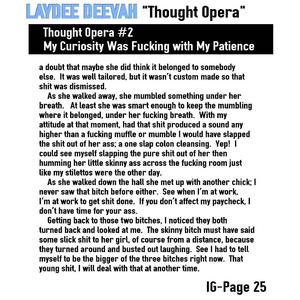 LAYDEE DEEVAH "Thought Opera"
Thought Opera #2
My Curiosity Was Fucking with My Patience
a doubt that maybe she did think it belonged to somebody
else. It was well tailored, but it wasn't custom made so that
shit was dismissed.
As she walked away, she mumbled something under her
breath. At least she was smart enough to keep the mumbling
where it belonged, under her fucking breath. With my
attitude at that moment, had that shit produced a sound any
higher than a fucking muffle or mumble I would have slapped
the shit out of her ass; a one slap colon cleansing. Yep! I
could see myself slapping the pure shit out of her then
humming her little skinny ass across the fucking room just
like my stilettos were the other day.
As she walked down the hall she met up with another chick; I
never saw that bitch before either. See when I'm at work,
I'm at work to get shit done. If you don't affect my paycheck, I
don't have time for your ass.
Getting back to those two bitches, I noticed they both
turned back and looked at me. The skinny bitch must have said
some slick shit to her girl, of course from a distance, because
they turned around and busted out laughing. See I had to tell
myself to be the bigger of the three bitches right now. That
young shit, I will deal with that at another time.
IG-Page 25